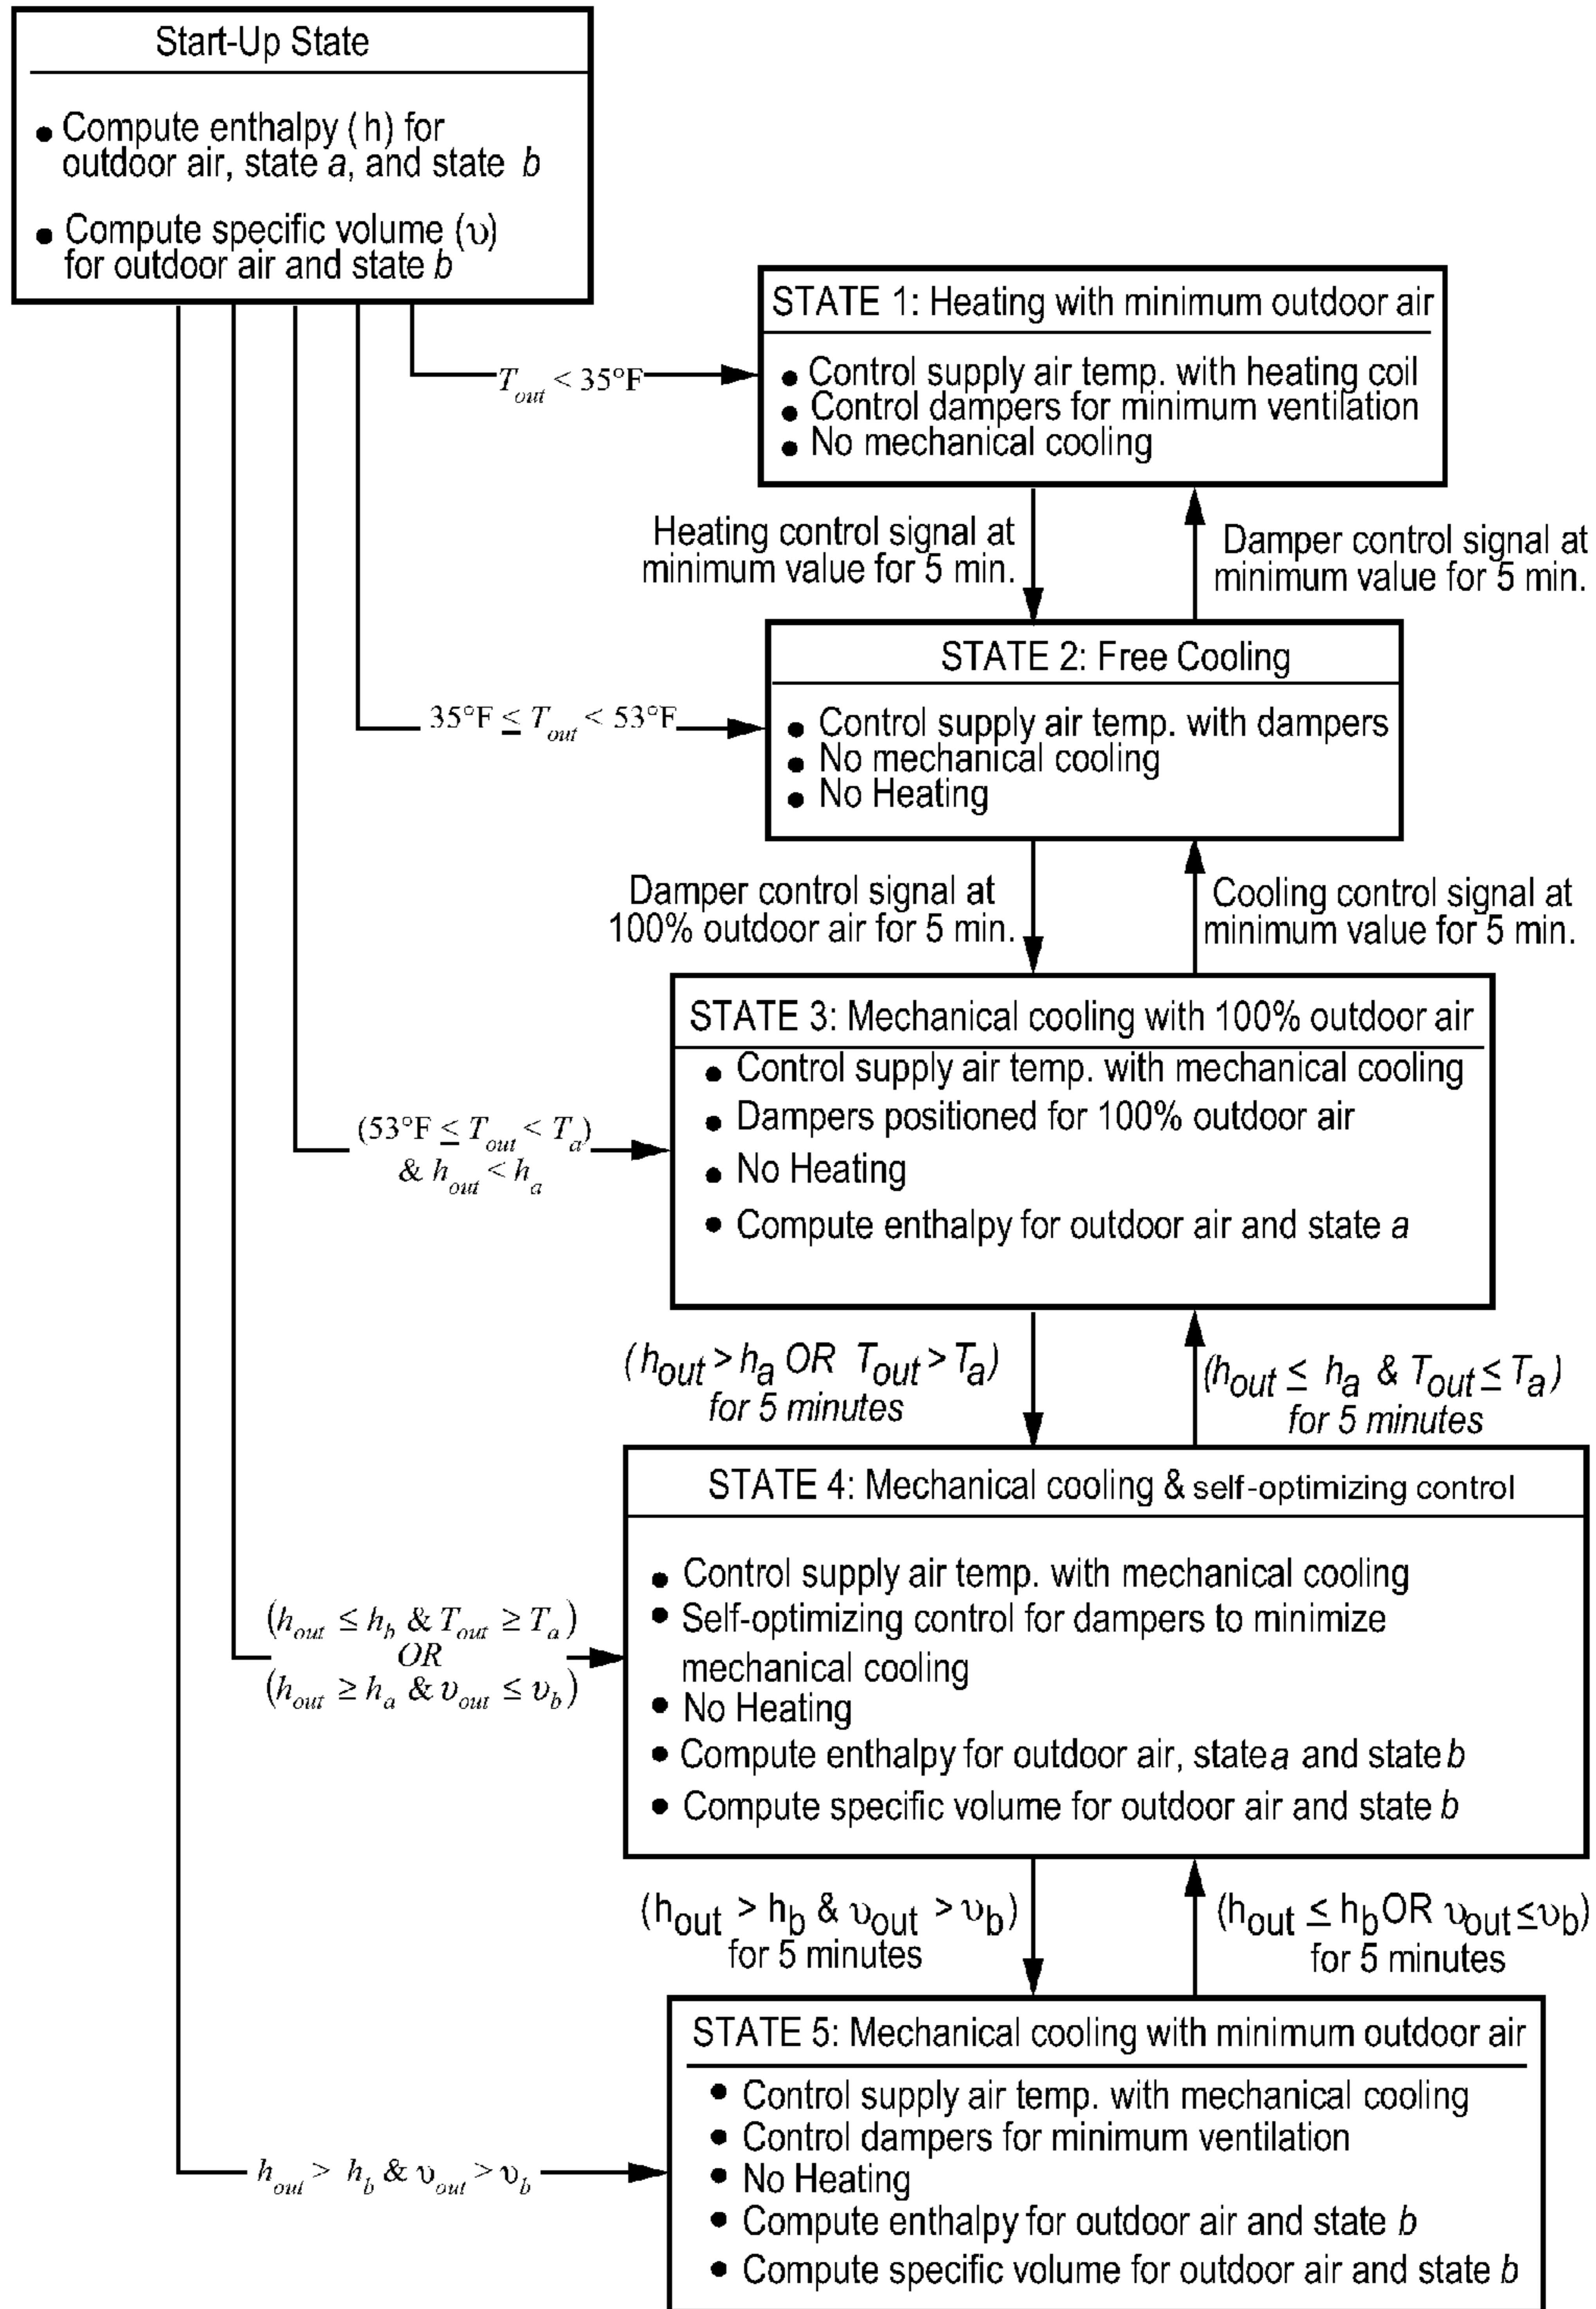 Start-Up State
• Compute enthalpy (h) for
outdoor air, state a, and state b
• Compute specific volume (υ)
for outdoor air and state b
T_out < 35°F
STATE 1: Heating with minimum outdoor air
• Control supply air temp. with heating coil
• Control dampers for minimum ventilation
• No mechanical cooling
Heating control signal at
minimum value for 5 min.
Damper control signal at
minimum value for 5 min.
35°F ≤ T_out < 53°F
STATE 2: Free Cooling
• Control supply air temp. with dampers
• No mechanical cooling
• No Heating
Damper control signal at
100% outdoor air for 5 min.
Cooling control signal at
minimum value for 5 min.
(53°F ≤ T_out < T_a)
& h_out < h_a
STATE 3: Mechanical cooling with 100% outdoor air
• Control supply air temp. with mechanical cooling
• Dampers positioned for 100% outdoor air
• No Heating
• Compute enthalpy for outdoor air and state a
(h_out > h_a OR T_out > T_a)
for 5 minutes
(h_out ≤ h_a & T_out ≤ T_a)
for 5 minutes
(h_out ≤ h_b & T_out ≥ T_a)
OR
(h_out ≥ h_a & υ_out ≤ υ_b)
STATE 4: Mechanical cooling & self-optimizing control
• Control supply air temp. with mechanical cooling
• Self-optimizing control for dampers to minimize
mechanical cooling
• No Heating
• Compute enthalpy for outdoor air, state a and state b
• Compute specific volume for outdoor air and state b
(h_out > h_b & υ_out > υ_b)
for 5 minutes
(h_out ≤ h_b OR υ_out ≤ υ_b)
for 5 minutes
h_out > h_b & υ_out > υ_b
STATE 5: Mechanical cooling with minimum outdoor air
• Control supply air temp. with mechanical cooling
• Control dampers for minimum ventilation
• No Heating
• Compute enthalpy for outdoor air and state b
• Compute specific volume for outdoor air and state b